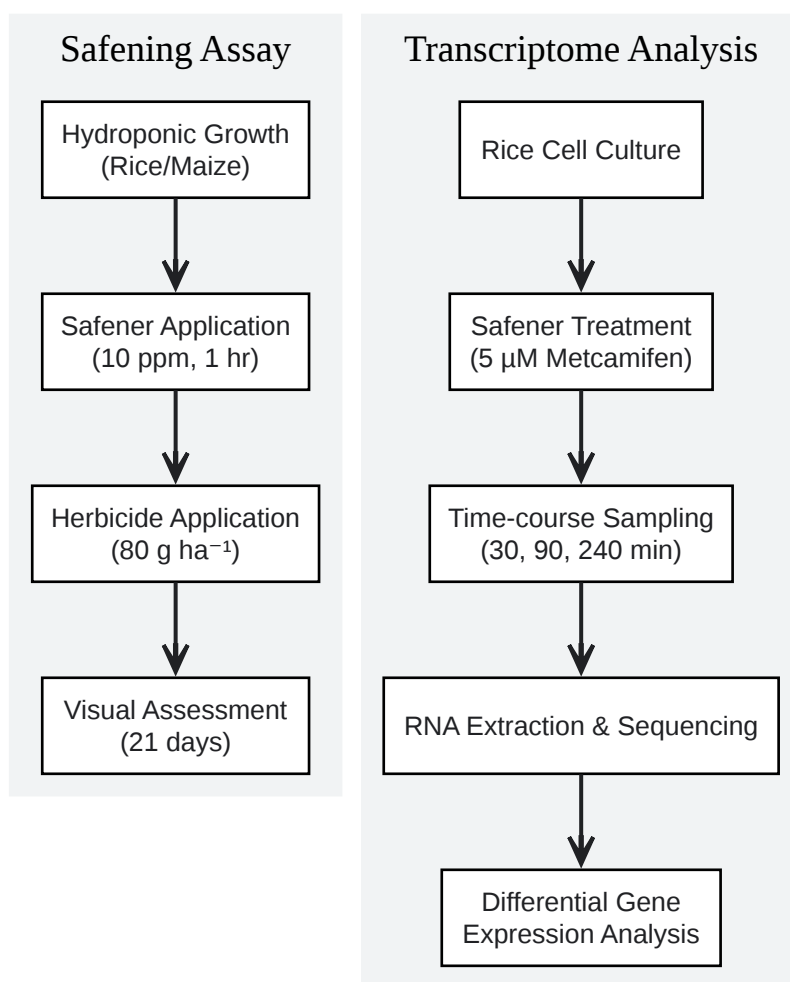 Safening Assay
Hydroponic Growth
(Rice/Maize)
Safener Application
(10 ppm, 1 hr)
Herbicide Application
(80 g ha⁻¹)
Visual Assessment
(21 days)
Transcriptome Analysis
Rice Cell Culture
Safener Treatment
(5 µM Metcamifen)
Time-course Sampling
(30, 90, 240 min)
RNA Extraction & Sequencing
Differential Gene
Expression Analysis